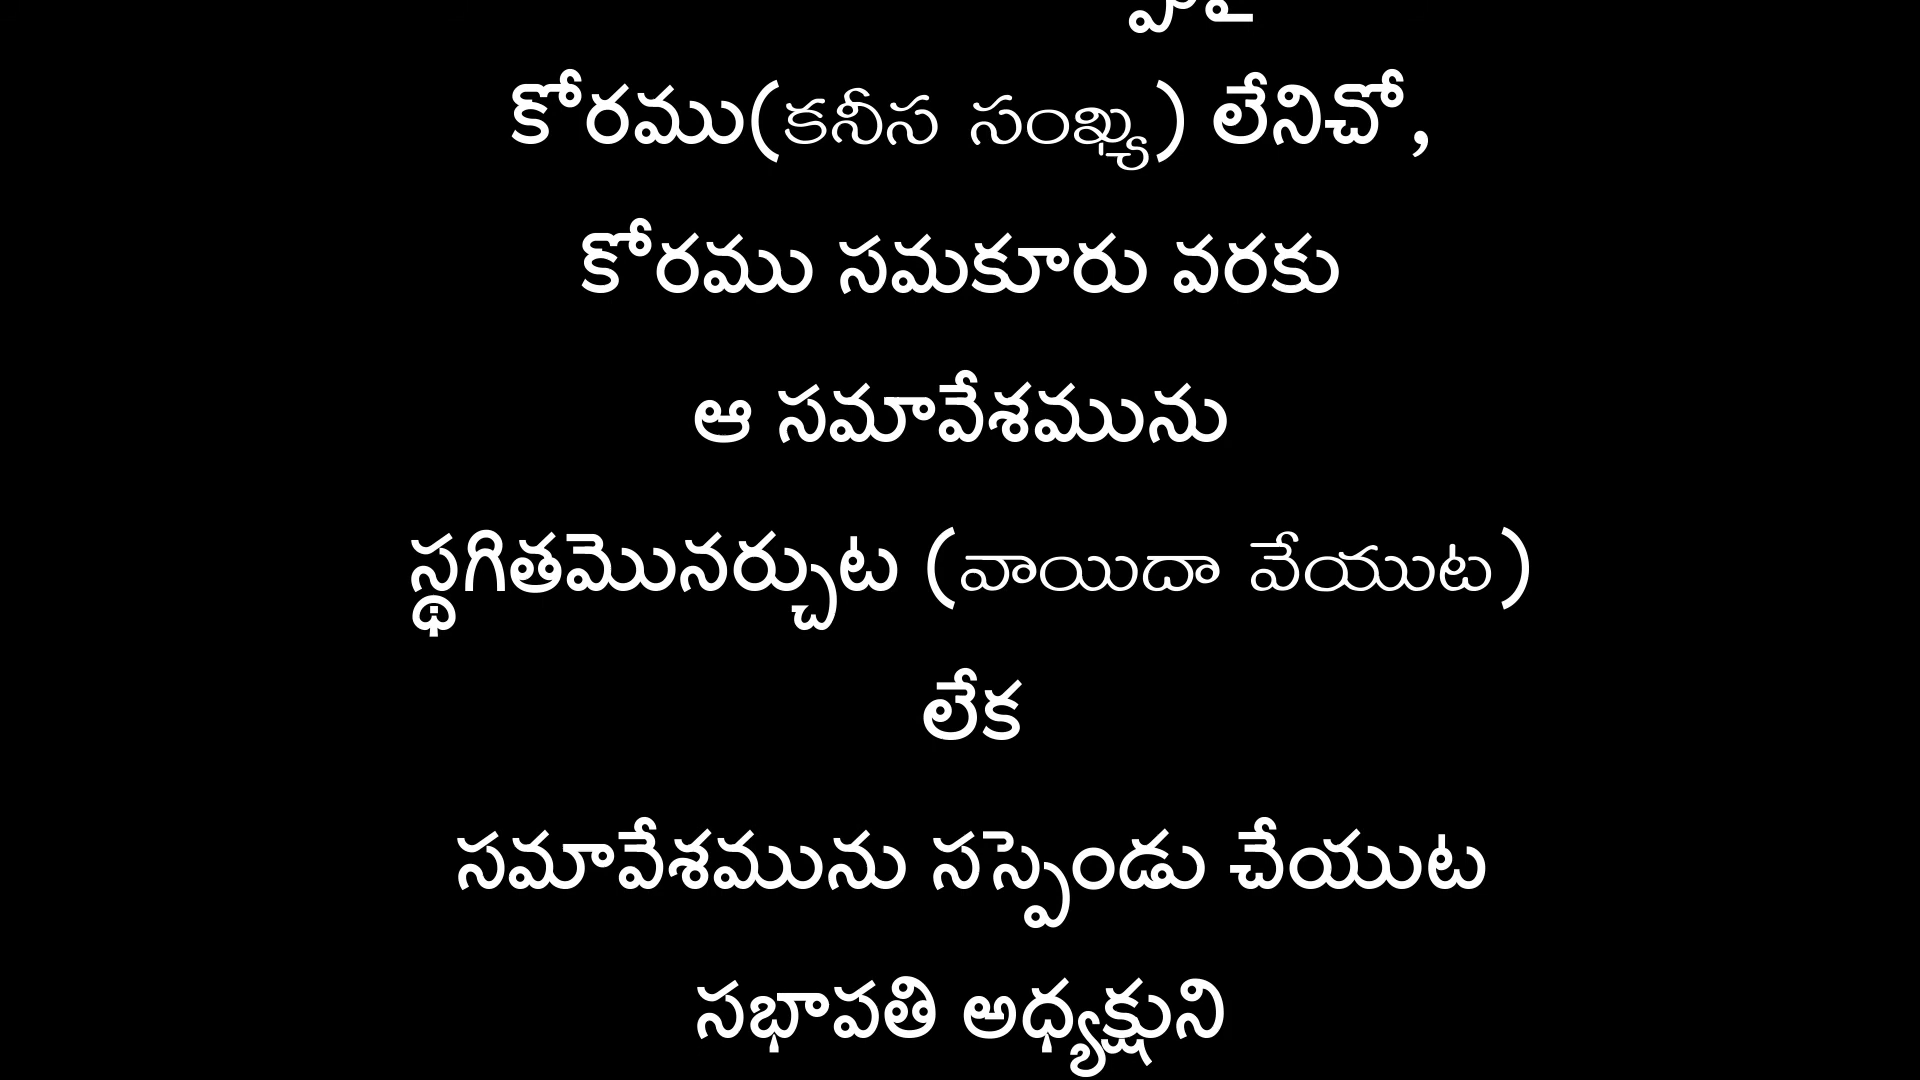 కోరము(కనీస సంఖ్య) లేనిచో,
కోరము సమకూరు వరకు
ఆ సమావేశమును
స్థగితమొనర్చుట (వాయిదా వేయుట)
లేక
సమావేశమును సస్పెండు చేయుట
సభాపతి అధ్యక్షుని